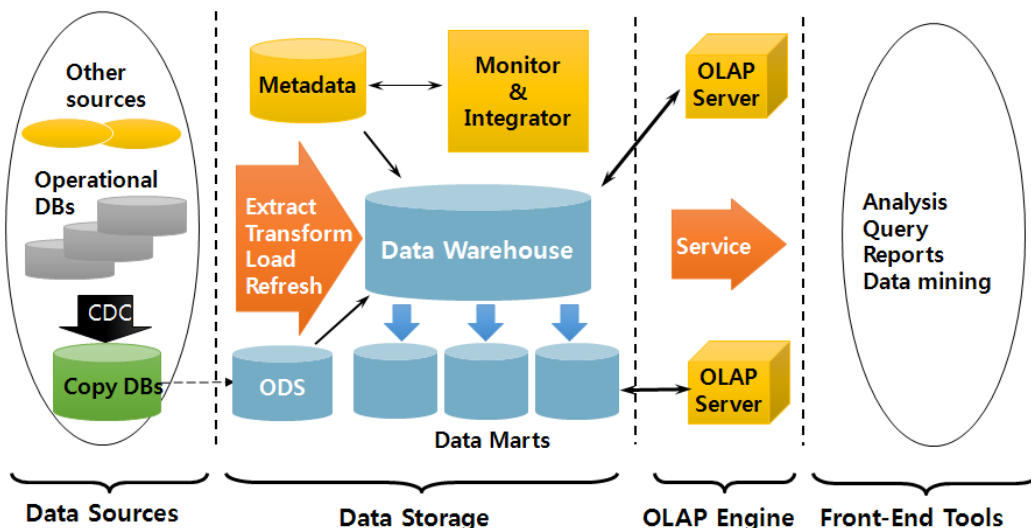 Other
sources
Operational
DBs
CDC
Copy DBs
Metadata
Monitor
&
Integrator
Extract
Transform
Load
Refresh
Data Warehouse
ODS
Data Marts
OLAP
Server
Service
OLAP
Server
Analysis
Query
Reports
Data mining
Data Sources
Data Storage
OLAP Engine
Front-End Tools